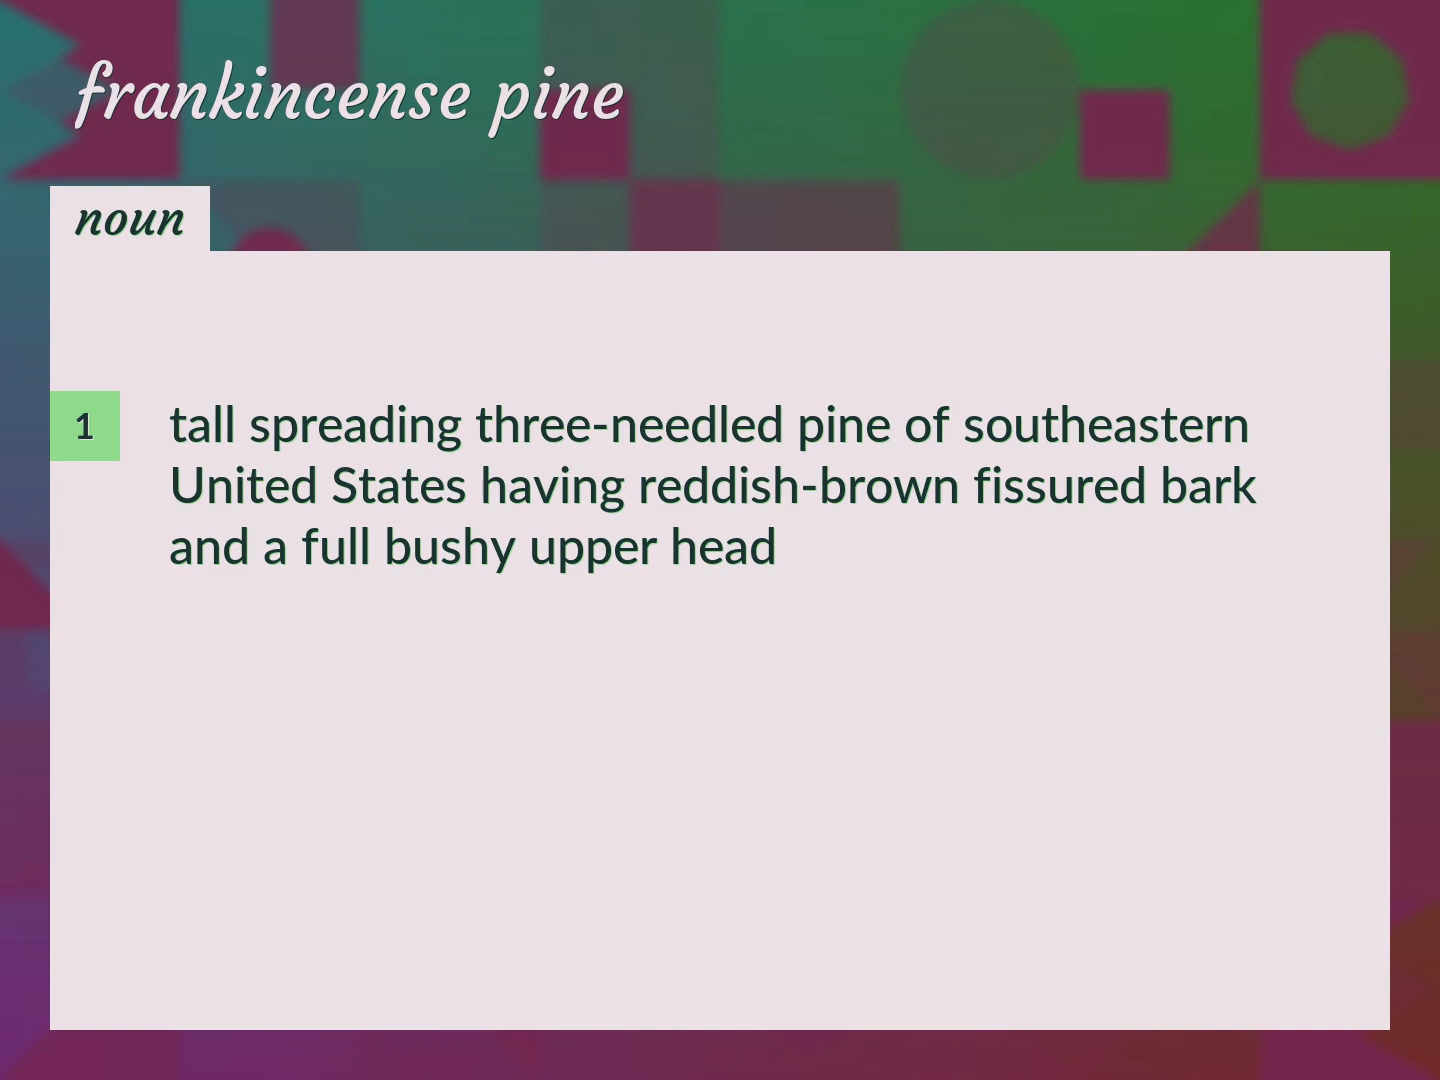 frankincense pine
noun
1
tall spreading three-needled pine of southeastern
United States having reddish-brown fissured bark
and a full bushy upper head